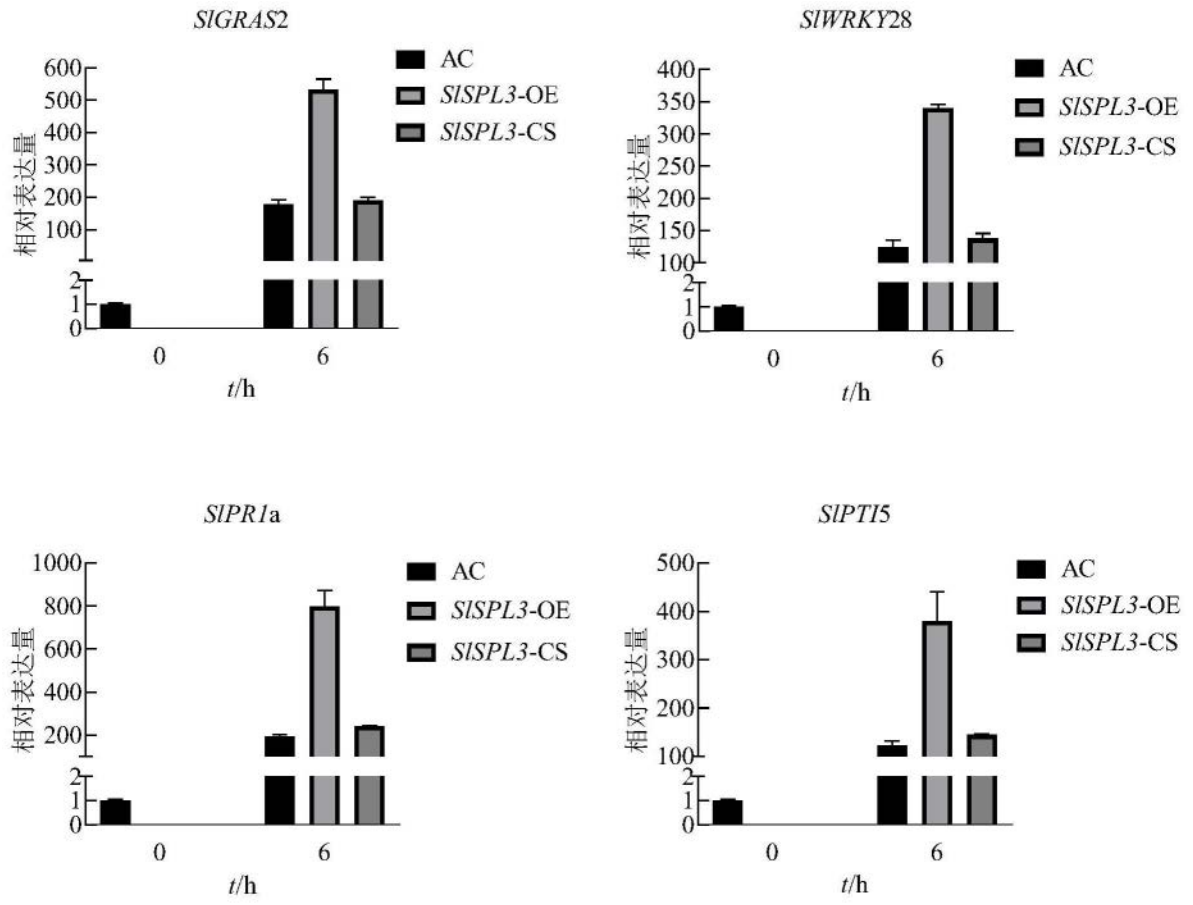 SlGRAS2
AC
SlSPL3-OE
SlSPL3-CS
相对表达量
600
500
400
300
200
100
2
1
0
0
6
t/h
SlWRKY28
AC
SlSPL3-OE
SlSPL3-CS
相对表达量
400
350
300
250
200
150
100
2
1
0
0
6
t/h
SlPR1a
AC
SlSPL3-OE
SlSPL3-CS
相对表达量
1000
800
600
400
200
2
1
0
0
6
t/h
SlPTI5
AC
SlSPL3-OE
SlSPL3-CS
相对表达量
500
400
300
200
100
2
1
0
0
6
t/h